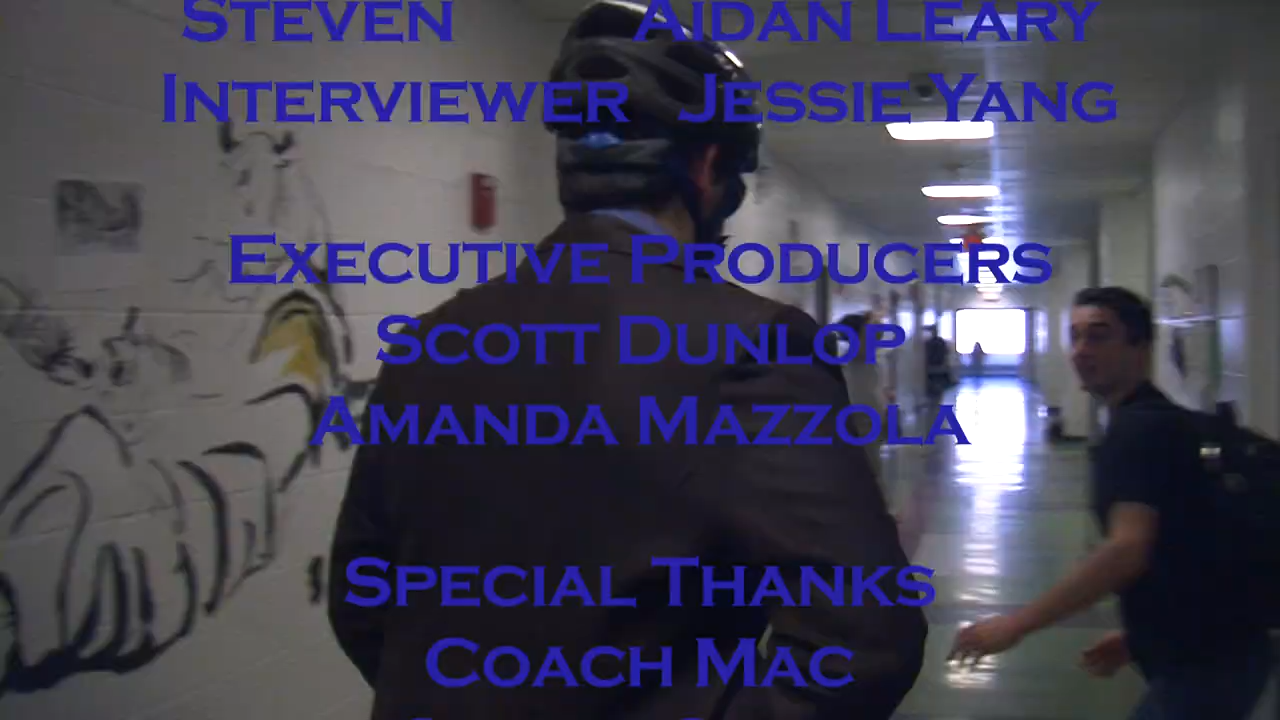 STEVEN AIDAN LEARY
INTERVIEWER JESSIE YANG
EXECUTIVE PRODUCERS
SCOTT DUNLOP
AMANDA MAZZOLA
SPECIAL THANKS
COACH MAC